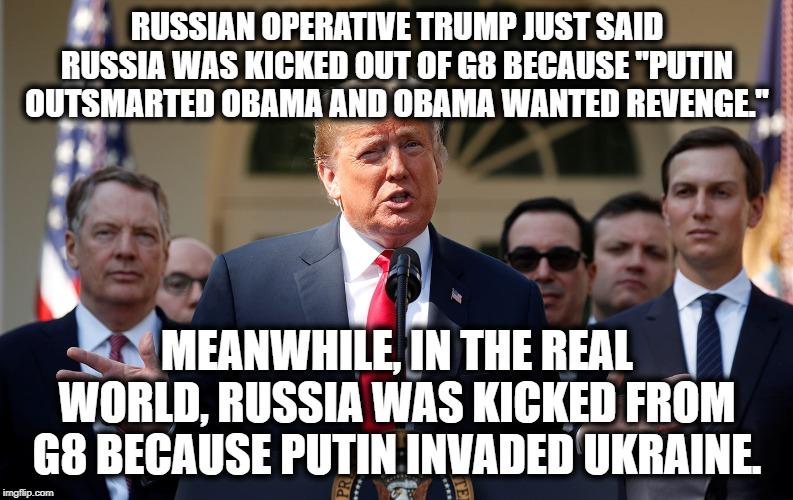 RUSSIAN OPERATIVE TRUMP JUST SAID
RUSSIA WAS KICKED OUT OF G8 BECAUSE "PUTIN
OUTSMARTED OBAMA AND OBAMA WANTED REVENGE."
MEANWHILE, IN THE REAL
WORLD, RUSSIA WAS KICKED FROM
G8 BECAUSE PUTIN INVADED UKRAINE.
imgflip.com